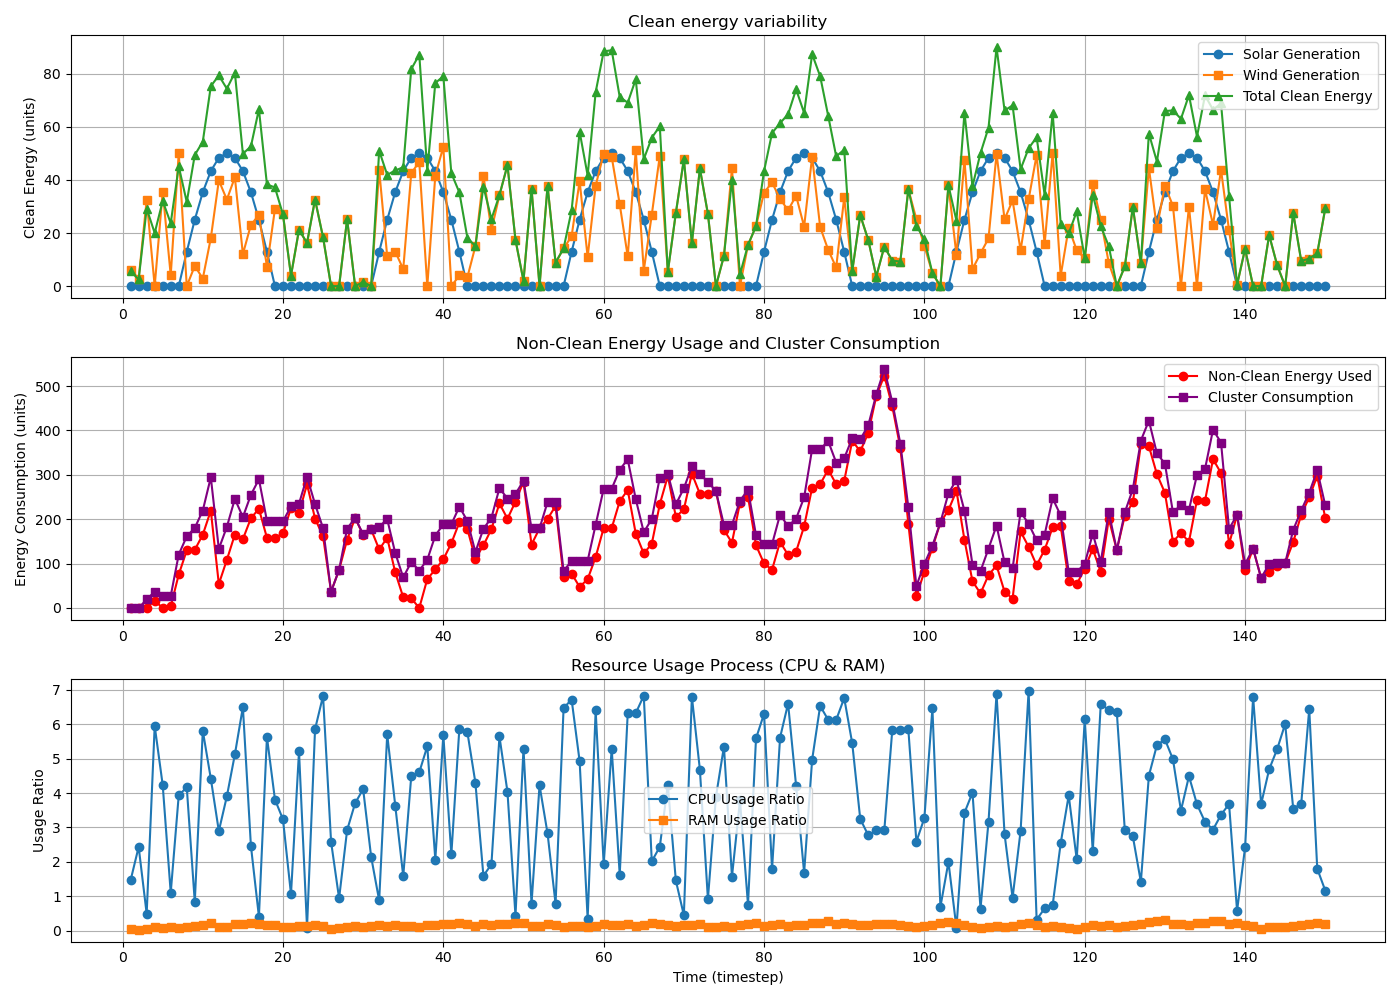 Clean energy variability
Clean Energy (units)
80
60
40
20
0
Solar Generation
Wind Generation
Total Clean Energy
0 20 40 60 80 100 120 140
Non-Clean Energy Usage and Cluster Consumption
Energy Consumption (units)
500
400
300
200
100
0
Non-Clean Energy Used
Cluster Consumption
0 20 40 60 80 100 120 140
Resource Usage Process (CPU & RAM)
Usage Ratio
7
6
5
4
3
2
1
0
CPU Usage Ratio
RAM Usage Ratio
0 20 40 60 80 100 120 140
Time (timestep)